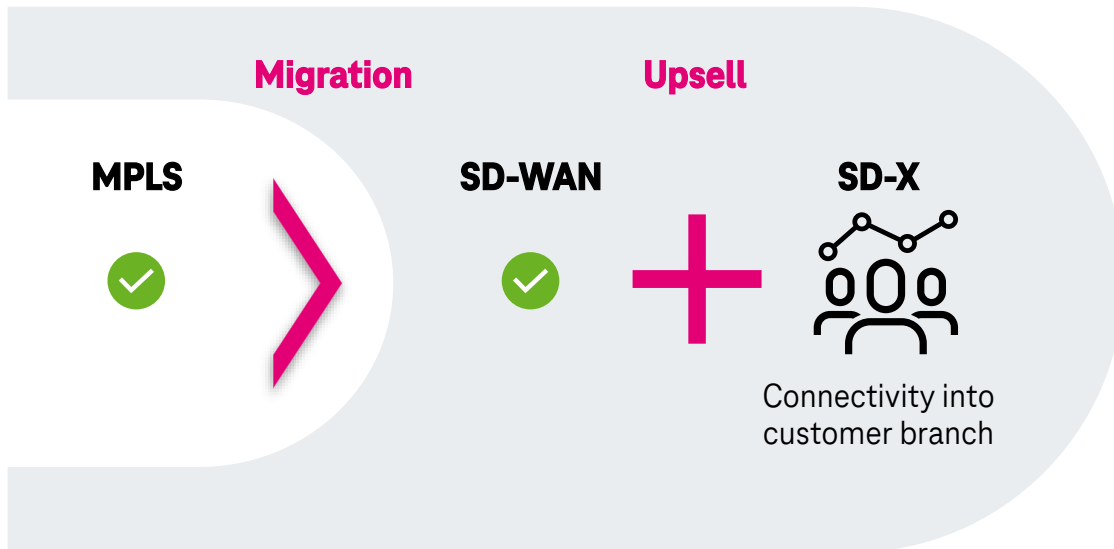 Migration
Upsell
MPLS
SD-WAN
SD-X
Connectivity into
customer branch